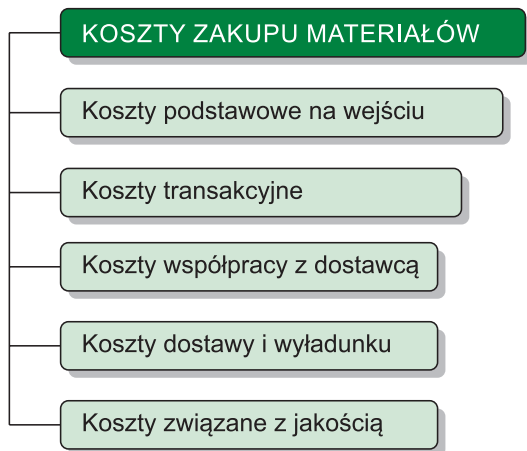 KOSZTY ZAKUPU MATERIAŁÓW
Koszty podstawowe na wejściu
Koszty transakcyjne
Koszty współpracy z dostawcą
Koszty dostawy i wyładunku
Koszty związane z jakością